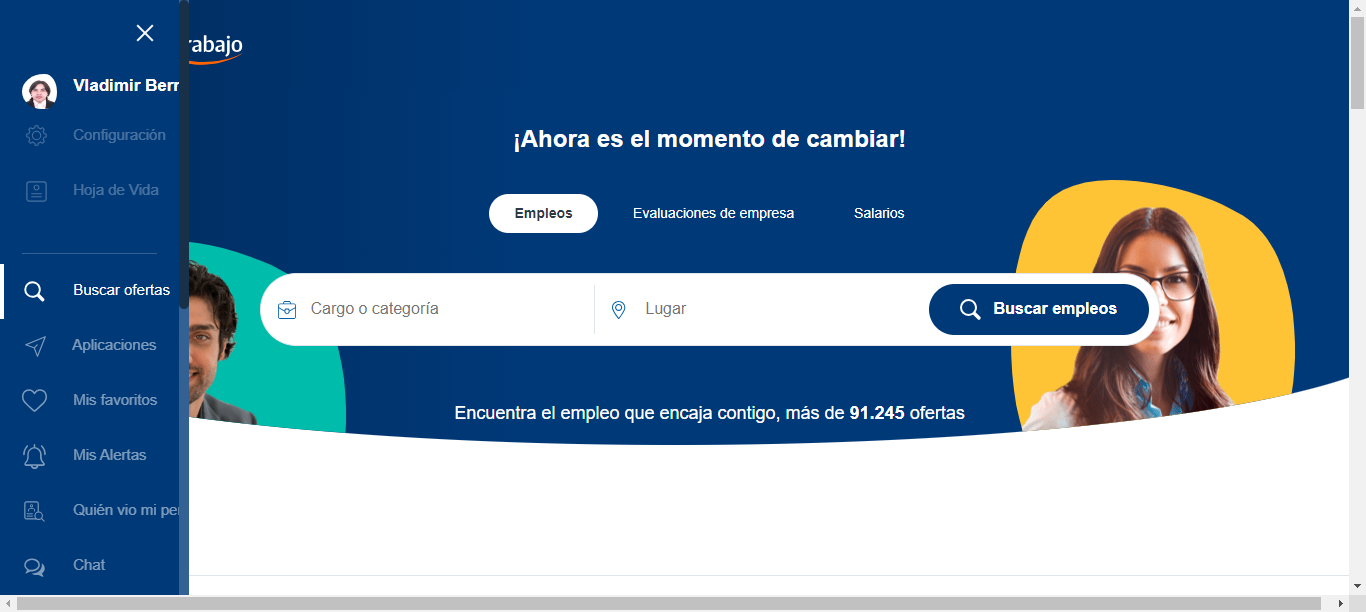 rabajo
Vladimir Berr
Configuración
Hoja de Vida
Buscar ofertas
Aplicaciones
Mis favoritos
Mis Alertas
Quién vio mi per
Chat
¡Ahora es el momento de cambiar!
Empleos Evaluaciones de empresa Salarios
Cargo o categoría Lugar Buscar empleos
Encuentra el empleo que encaja contigo, más de 91.245 ofertas